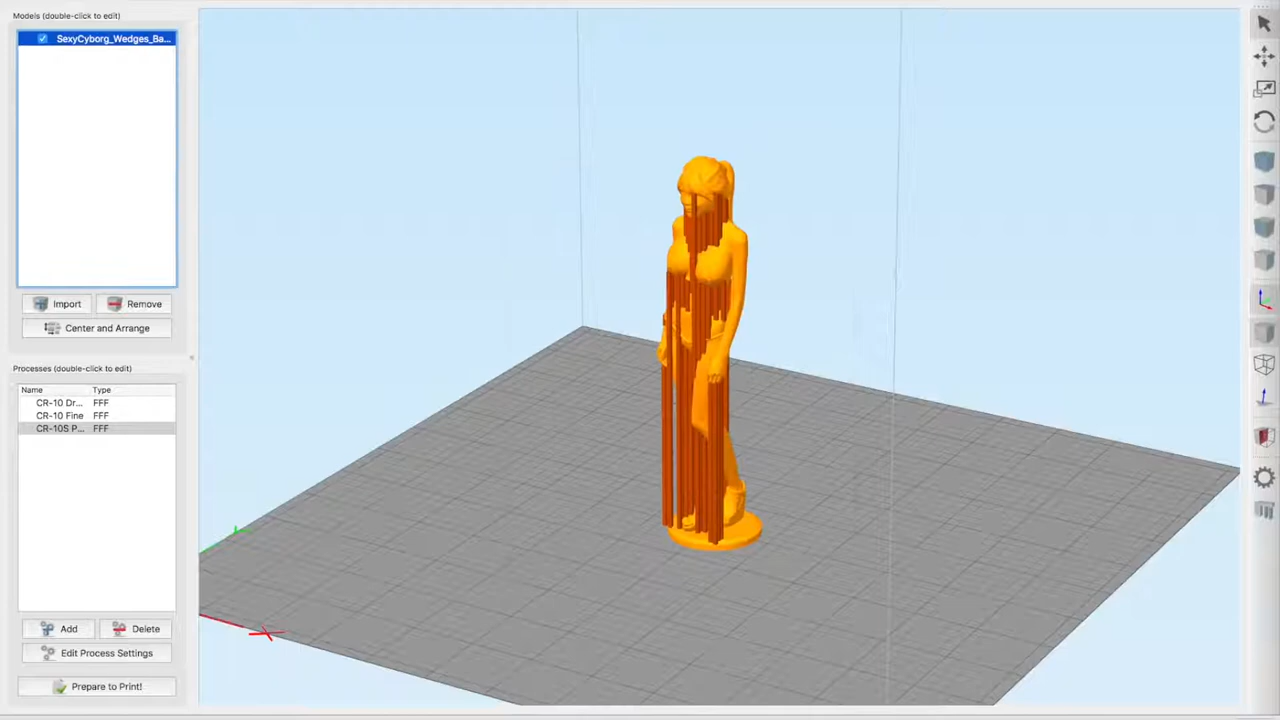 Models (double-click to edit)
SexyCyborg_Wedges_Ba...
Import
Remove
Center and Arrange
Processes (double-click to edit)
Name Type
CR-10 Dr... FFF
CR-10 Fine FFF
CR-10S P... FFF
Add
Delete
Edit Process Settings
Prepare to Print!